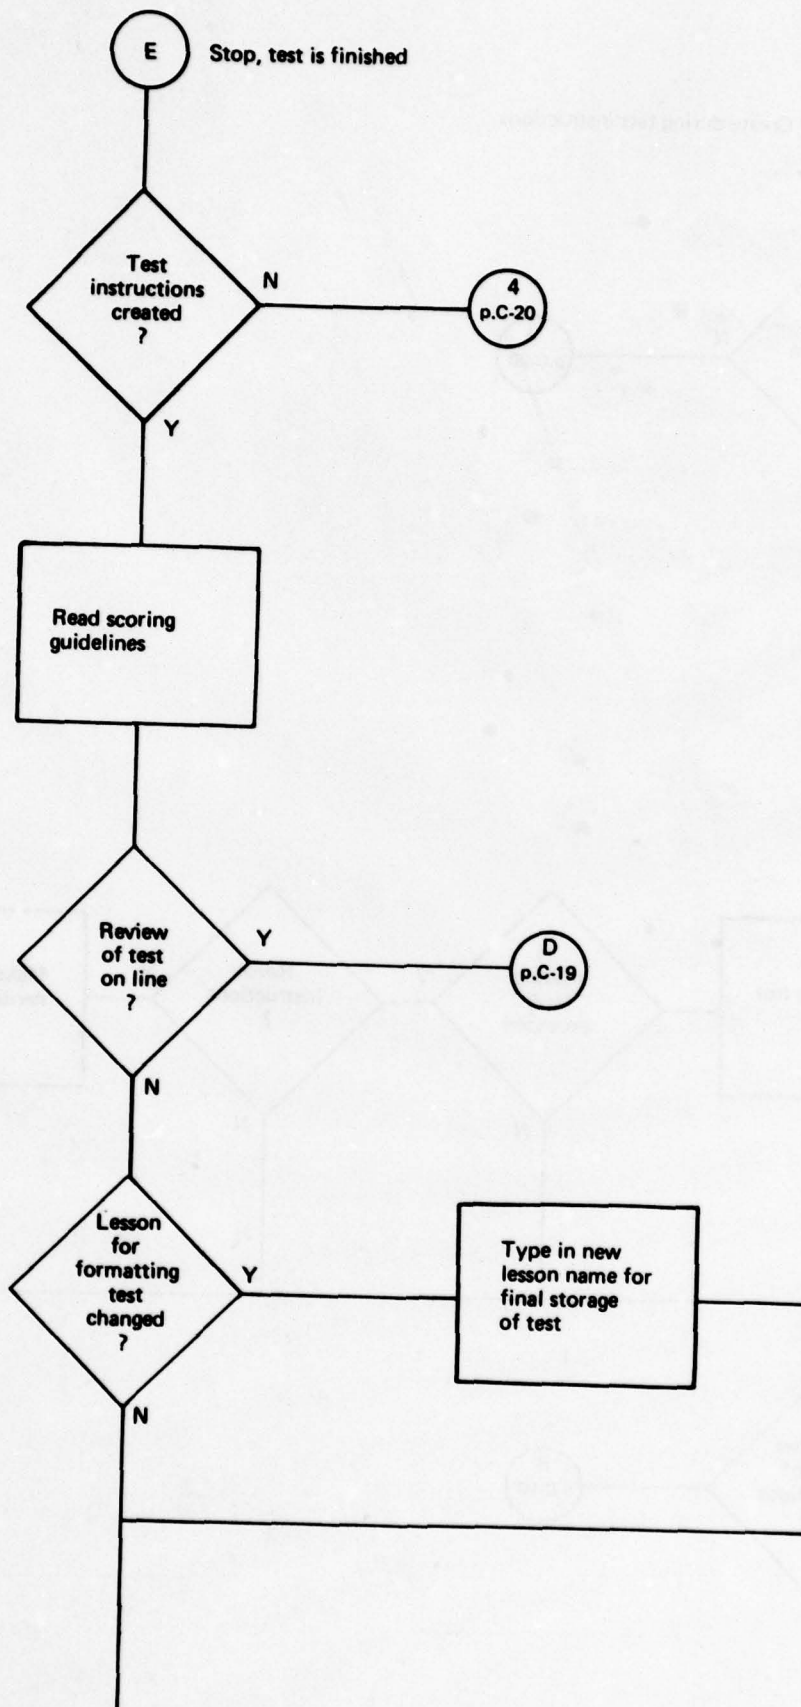 E
Stop, test is finished
Test
instructions
created
?
N
4
p.C-20
Y
Read scoring
guidelines
Review
of test
on line
?
Y
D
p.C-19
N
Lesson
for
formatting
test
changed
?
Y
Type in new
lesson name for
final storage
of test
N